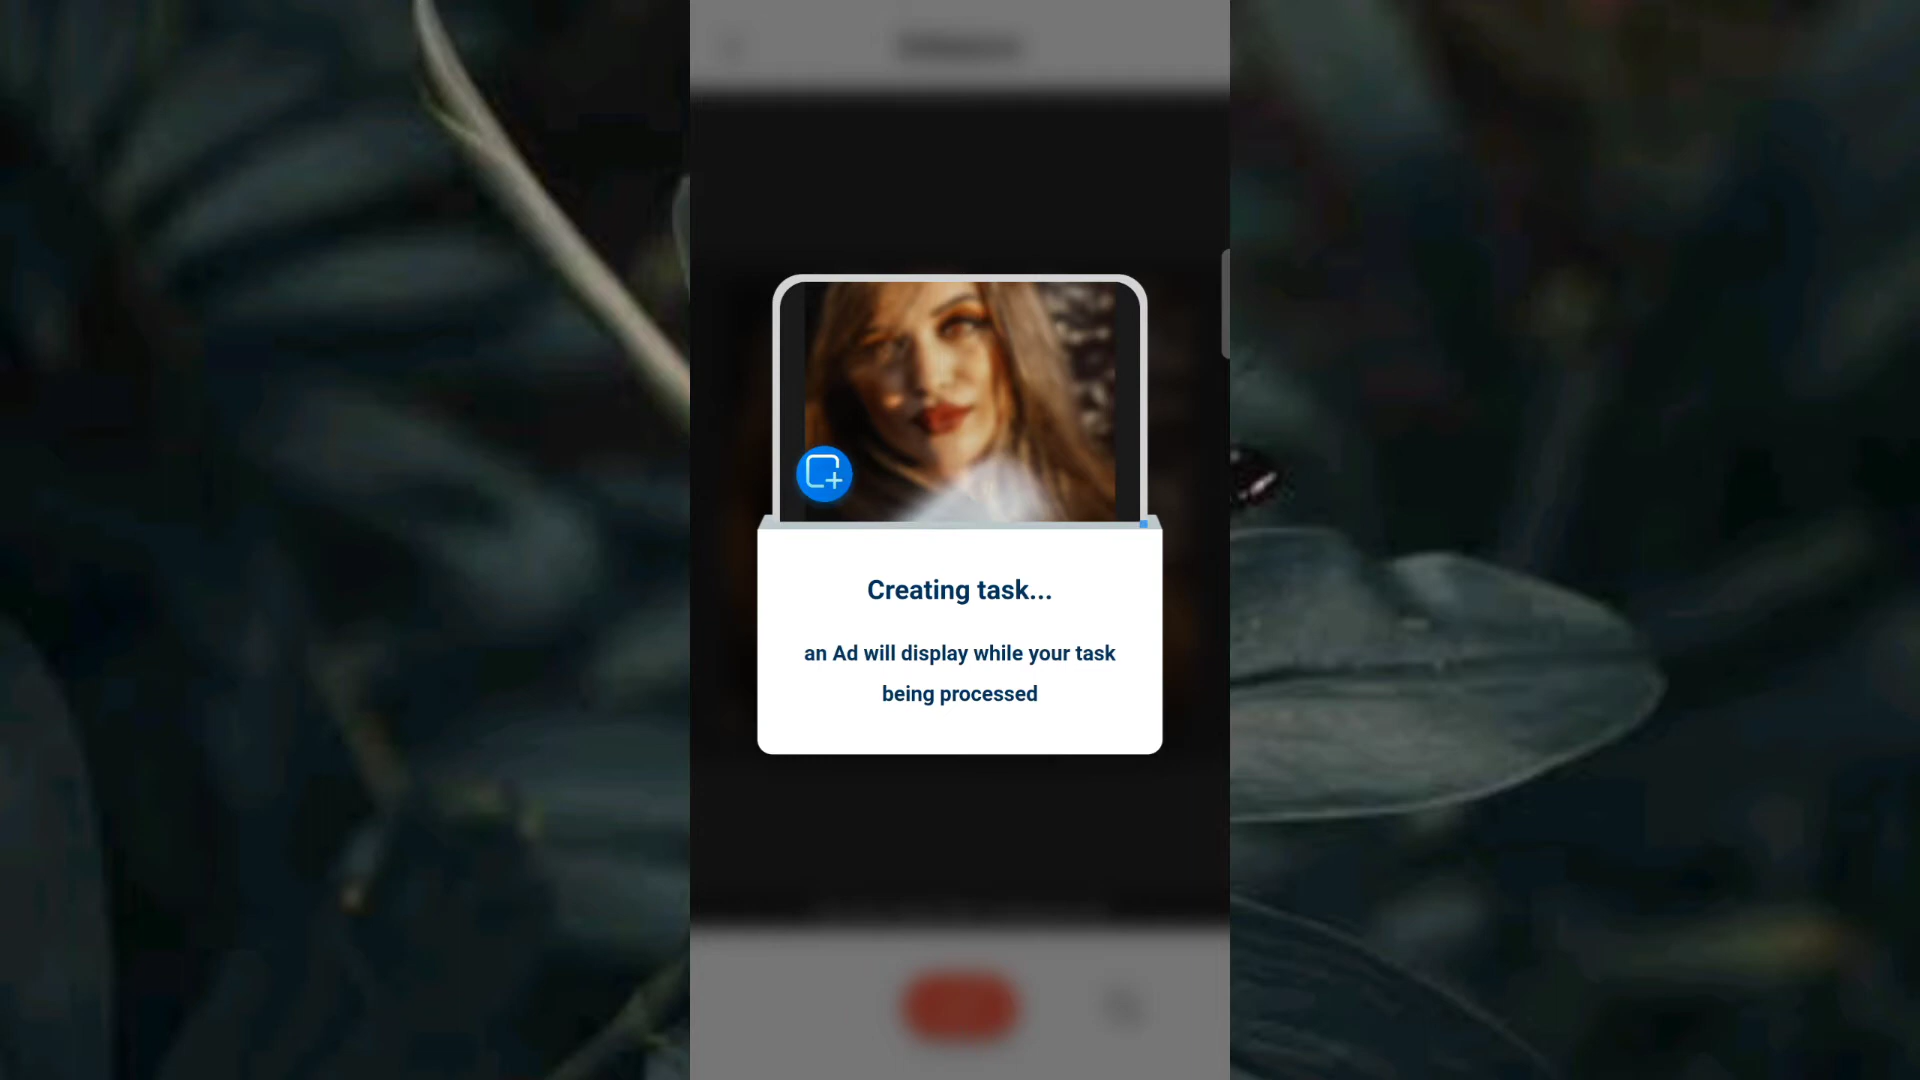 Creating task...
an Ad will display while your task
being processed